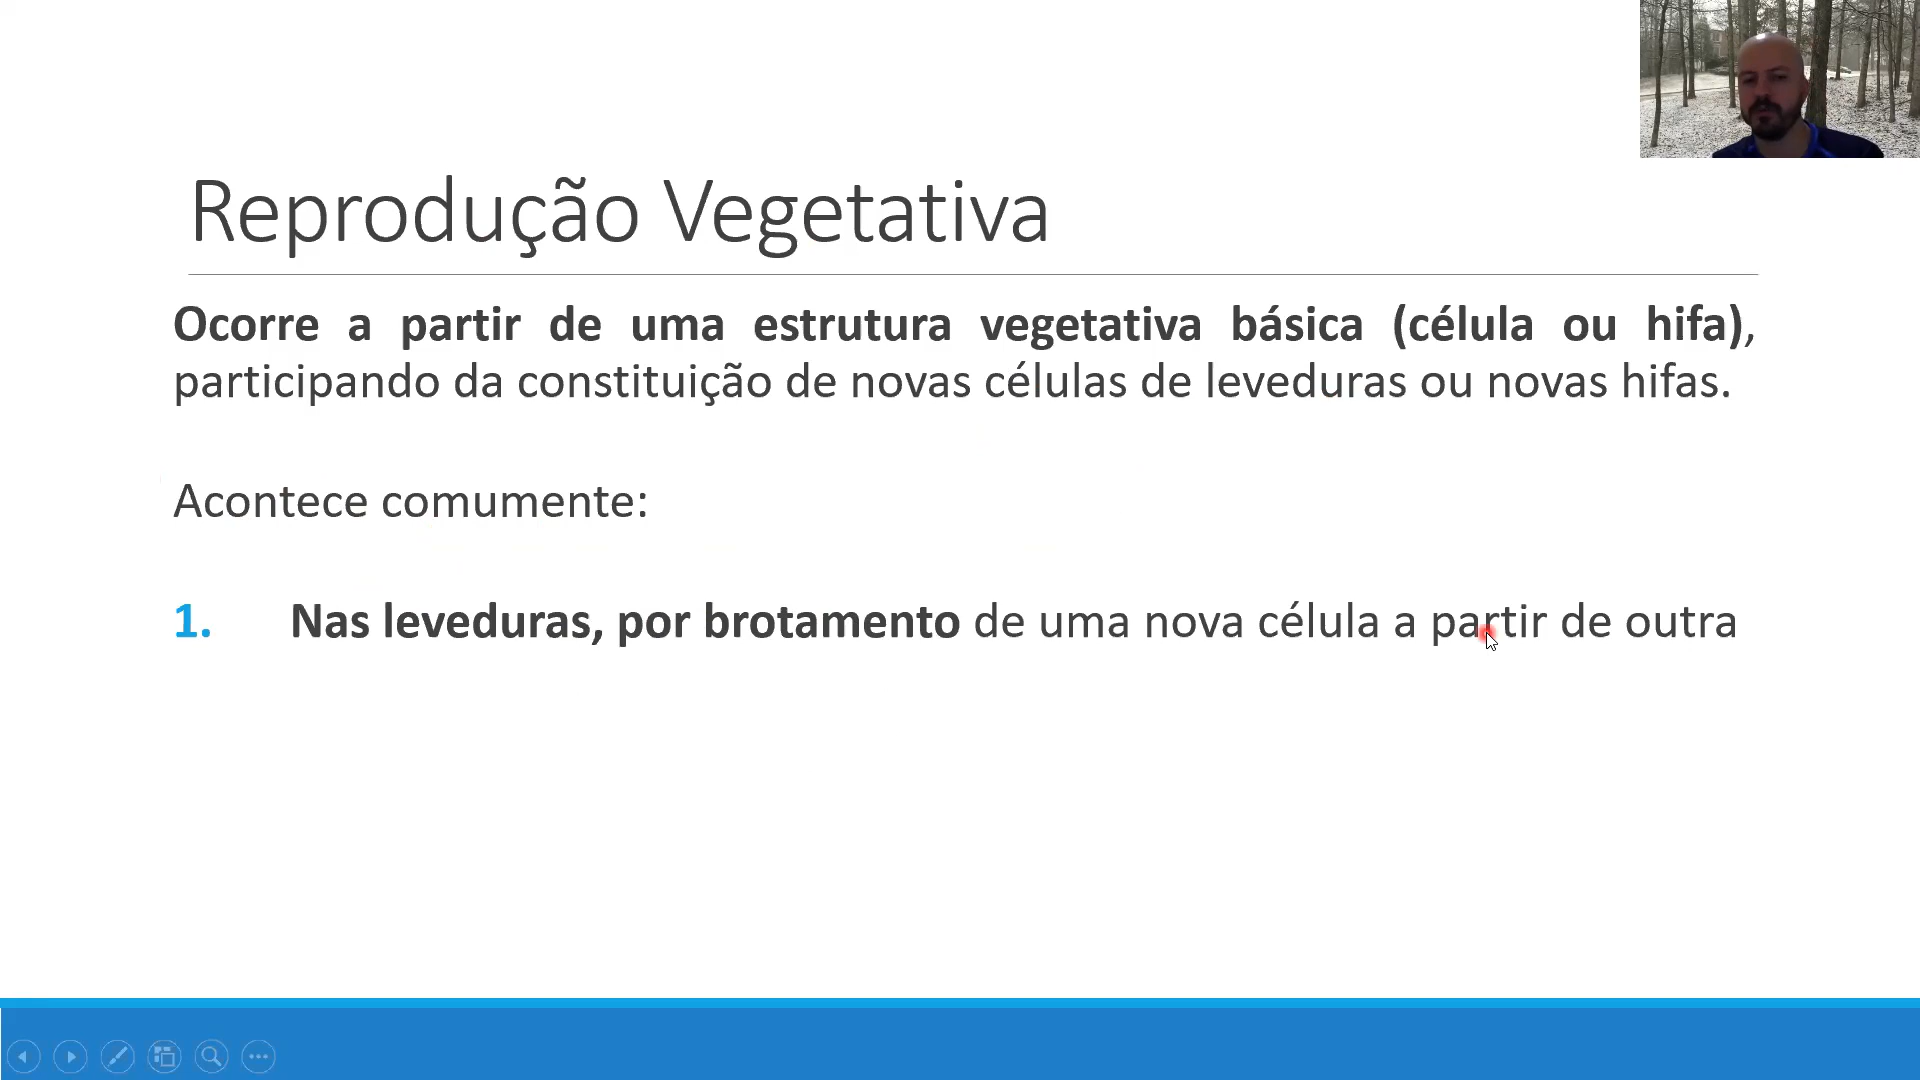 Reprodução Vegetativa
Ocorre a partir de uma estrutura vegetativa básica (célula ou hifa),
participando da constituição de novas células de leveduras ou novas hifas.
Acontece comumente:
1. Nas leveduras, por brotamento de uma nova célula a partir de outra